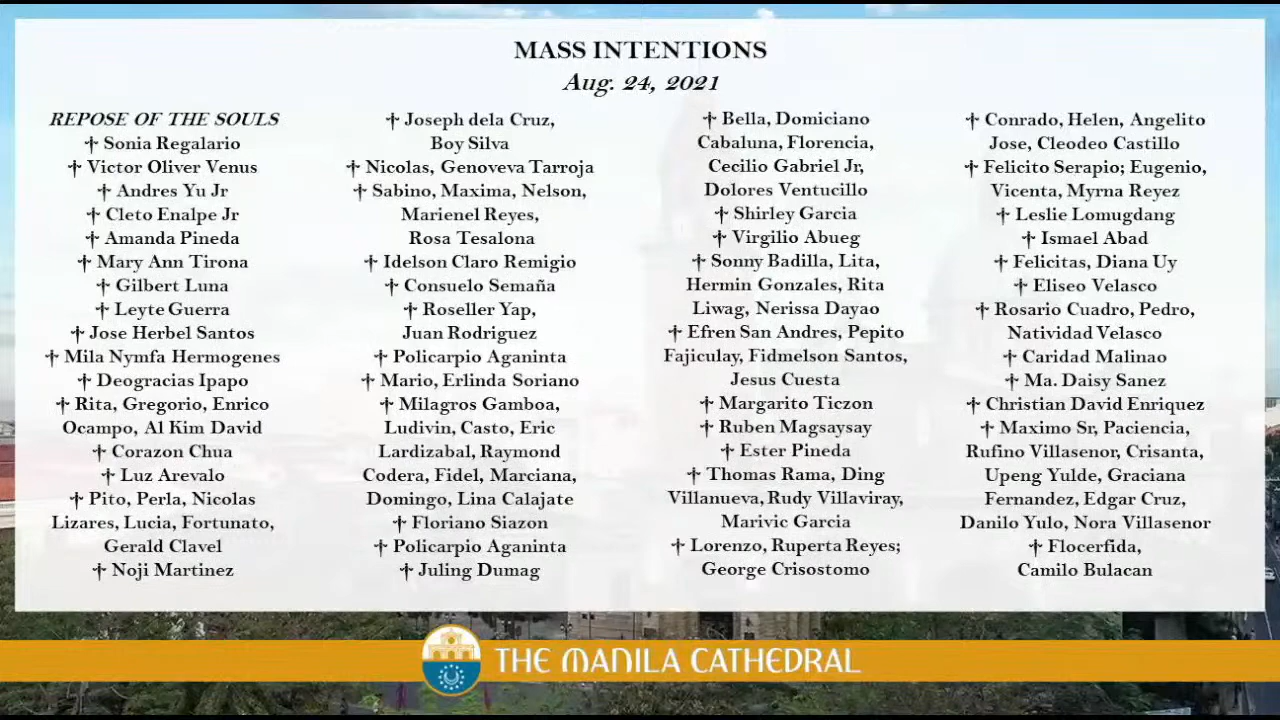 MASS INTENTIONS
Aug. 24, 2021
REPOSE OF THE SOULS
✝ Sonia Regalario
✝ Victor Oliver Venus
✝ Andres Yu Jr
✝ Cleto Enalpe Jr
✝ Amanda Pineda
✝ Mary Ann Tirona
✝ Gilbert Luna
✝ Leyte Guerra
✝ Jose Herbel Santos
✝ Mila Nymfa Hermogenes
✝ Deogracias Ipapo
✝ Rita, Gregorio, Enrico
Ocampo, Al Kim David
✝ Corazon Chua
✝ Luz Arevalo
✝ Pito, Perla, Nicolas
Lizares, Lucia, Fortunato,
Gerald Clavel
✝ Noji Martinez
✝ Joseph dela Cruz,
Boy Silva
✝ Nicolas, Genoveva Tarroja
✝ Sabino, Maxima, Nelson,
Marienel Reyes,
Rosa Tesalona
✝ Idelson Claro Remigio
✝ Consuelo Semaña
✝ Roseller Yap,
Juan Rodriguez
✝ Policarpio Aganinta
✝ Mario, Erlinda Soriano
✝ Milagros Gamboa,
Ludivin, Casto, Eric
Lardizabal, Raymond
Codera, Fidel, Marciana,
Domingo, Lina Calajate
✝ Floriano Siazon
✝ Policarpio Aganinta
✝ Juling Dumag
✝ Bella, Domiciano
Cabaluna, Florencia,
Cecilio Gabriel Jr,
Dolores Ventucillo
✝ Shirley Garcia
✝ Virgilio Abueg
✝ Sonny Badilla, Lita,
Hermin Gonzales, Rita
Liwag, Nerissa Dayao
✝ Efren San Andres, Pepito
Fajiculay, Fidmelson Santos,
Jesus Cuesta
✝ Margarito Ticzon
✝ Ruben Magsaysay
✝ Ester Pineda
✝ Thomas Rama, Ding
Villanueva, Rudy Villaviray,
Marivic Garcia
✝ Lorenzo, Ruperta Reyes;
George Crisostomo
✝ Conrado, Helen, Angelito
Jose, Cleodeo Castillo
✝ Felicito Serapio; Eugenio,
Vicenta, Myrna Reyez
✝ Leslie Lomugdang
✝ Ismael Abad
✝ Felicitas, Diana Uy
✝ Eliseo Velasco
✝ Rosario Cuadro, Pedro,
Natividad Velasco
✝ Caridad Malinao
✝ Ma. Daisy Sanez
✝ Christian David Enriquez
✝ Maximo Sr, Paciencia,
Rufino Villasenor, Crisanta,
Upeng Yulde, Graciana
Fernandez, Edgar Cruz,
Danilo Yulo, Nora Villasenor
✝ Flocerfida,
Camilo Bulacan
THE MANILA CATHEDRAL